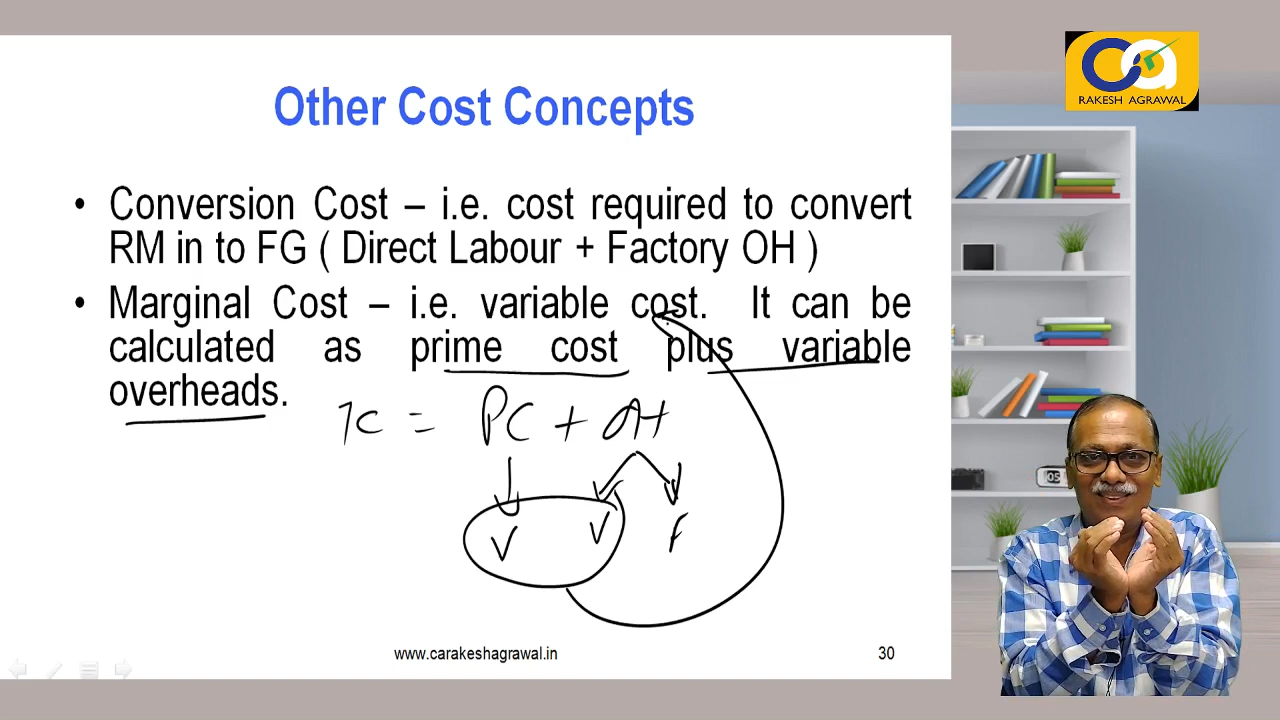 Other Cost Concepts
• Conversion Cost – i.e. cost required to convert
RM in to FG ( Direct Labour + Factory OH )
• Marginal Cost – i.e. variable cost. It can be
calculated as prime cost plus variable
overheads.
TC = PC + OH
V V F
www.carakeshagrawal.in 30
ca
RAKESH AGRAWAL
05